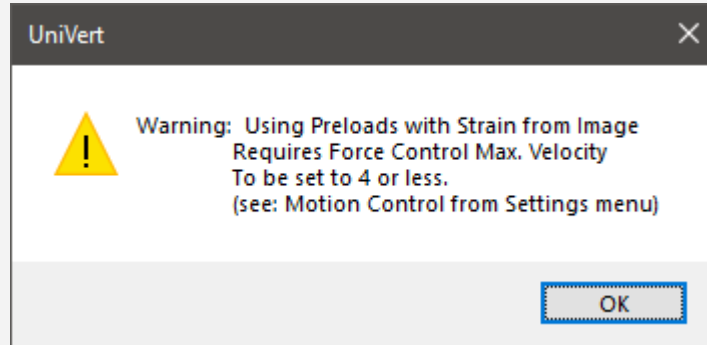 UniVert
Warning: Using Preloads with Strain from Image
Requires Force Control Max. Velocity
To be set to 4 or less.
(see: Motion Control from Settings menu)
OK